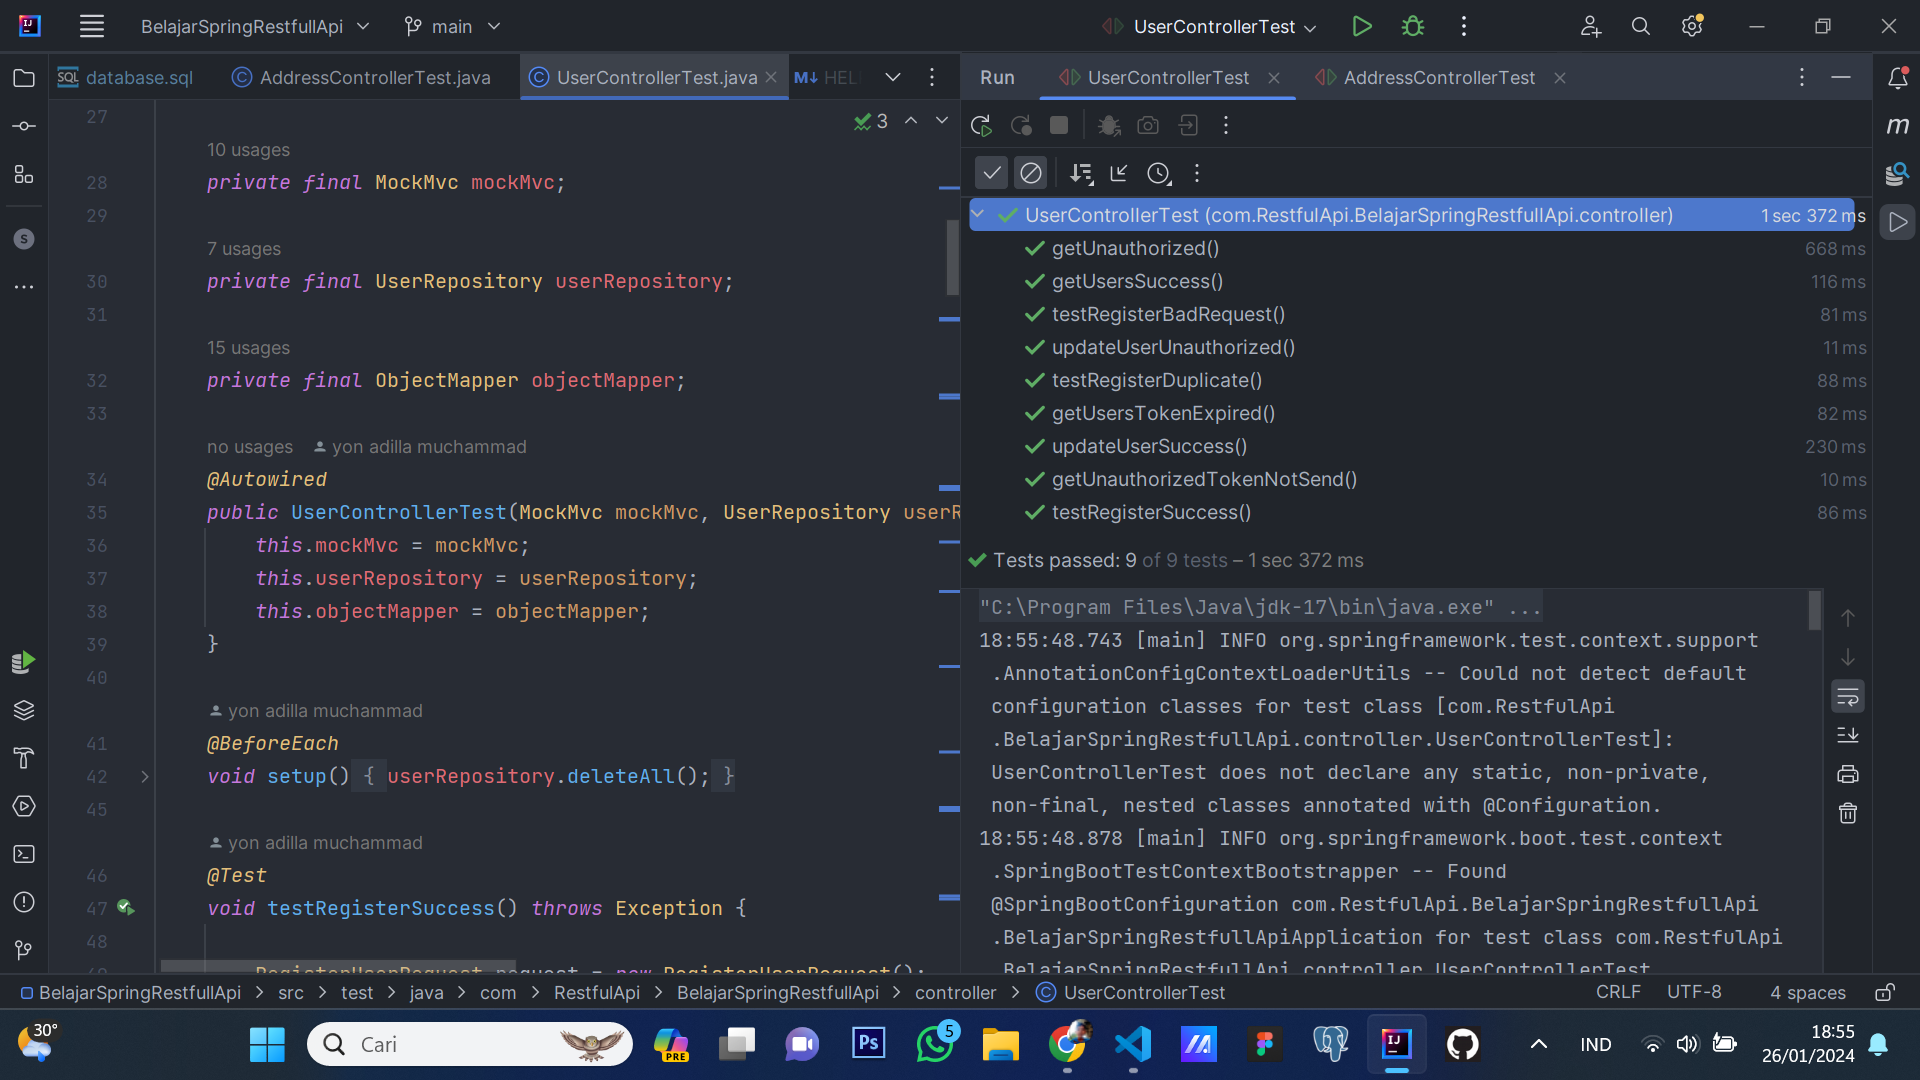 BelajarSpringRestfullApi
main
UserControllerTest
database.sql
AddressControllerTest.java
UserControllerTest.java
HEL
Run
UserControllerTest
AddressControllerTest
27
3
10 usages
28 private final MockMvc mockMvc;
29
7 usages
30 private final UserRepository userRepository;
31
15 usages
32 private final ObjectMapper objectMapper;
33
no usages yon adilla muchammad
34 @Autowired
35 public UserControllerTest(MockMvc mockMvc, UserRepository userR
36 this.mockMvc = mockMvc;
37 this.userRepository = userRepository;
38 this.objectMapper = objectMapper;
39 }
40
yon adilla muchammad
41 @BeforeEach
42 void setup() { userRepository.deleteAll(); }
45
yon adilla muchammad
46 @Test
47 void testRegisterSuccess() throws Exception {
48
RegisterUserRequest request = new RegisterUserRequest();
UserControllerTest (com.RestfulApi.BelajarSpringRestfullApi.controller) 1 sec 372 ms
getUnauthorized() 668 ms
getUsersSuccess() 116 ms
testRegisterBadRequest() 81 ms
updateUserUnauthorized() 11 ms
testRegisterDuplicate() 88 ms
getUsersTokenExpired() 82 ms
updateUserSuccess() 230 ms
getUnauthorizedTokenNotSend() 10 ms
testRegisterSuccess() 86 ms
Tests passed: 9 of 9 tests – 1 sec 372 ms
"C:\Program Files\Java\jdk-17\bin\java.exe" ...
18:55:48.743 [main] INFO org.springframework.test.context.support
.AnnotationConfigContextLoaderUtils -- Could not detect default
configuration classes for test class [com.RestfulApi
.BelajarSpringRestfullApi.controller.UserControllerTest]:
UserControllerTest does not declare any static, non-private,
non-final, nested classes annotated with @Configuration.
18:55:48.878 [main] INFO org.springframework.boot.test.context
.SpringBootTestContextBootstrapper -- Found
@SpringBootConfiguration com.RestfulApi.BelajarSpringRestfullApi
.BelajarSpringRestfullApiApplication for test class com.RestfulApi
.BelajarSpringRestfullApi.controller.UserControllerTest
BelajarSpringRestfullApi > src > test > java > com > RestfulApi > BelajarSpringRestfullApi > controller > UserControllerTest
CRLF UTF-8 4 spaces
30°
Cari
PRE
Ps
5
IJ
IND
18:55
26/01/2024